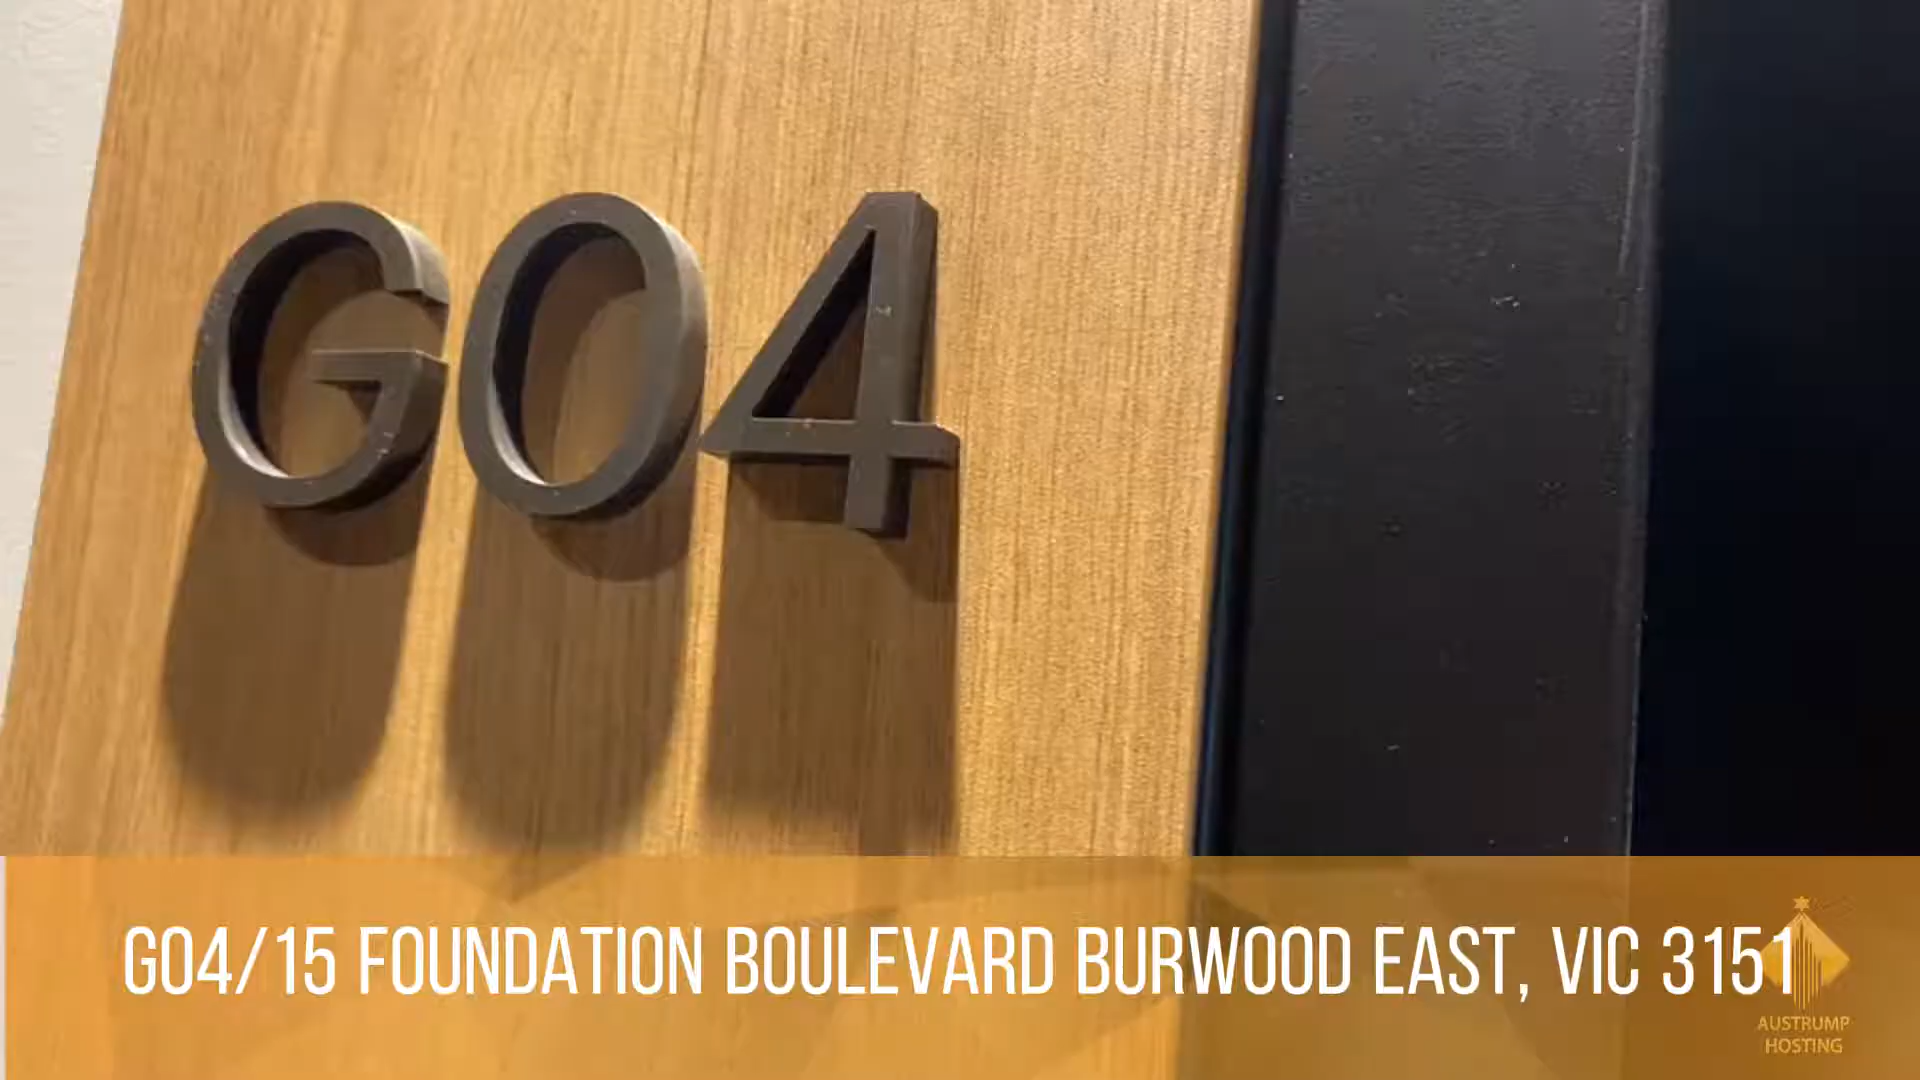 G04
G04/15 FOUNDATION BOULEVARD BURWOOD EAST, VIC 3151
AUSTRUMP
HOSTING